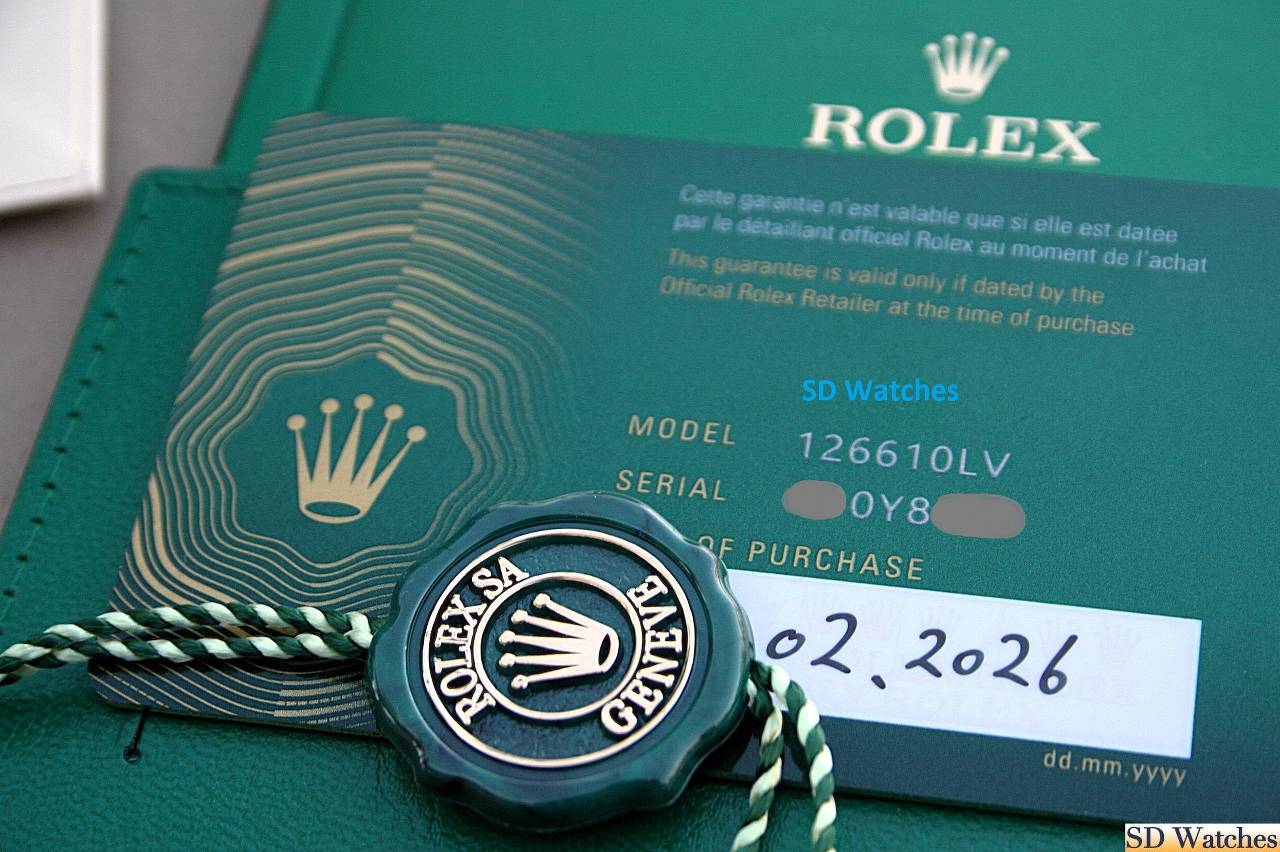 ROLEX
Cette garantie n'est valable que si elle est datée
par le détaillant officiel Rolex au moment de l'achat
This guarantee is valid only if dated by the
Official Rolex Retailer at the time of purchase
SD Watches
MODEL 126610LV
SERIAL 0Y8
OF PURCHASE
02.2026
dd.mm.yyyy
ROLEX SA
GENEVE
SD Watches